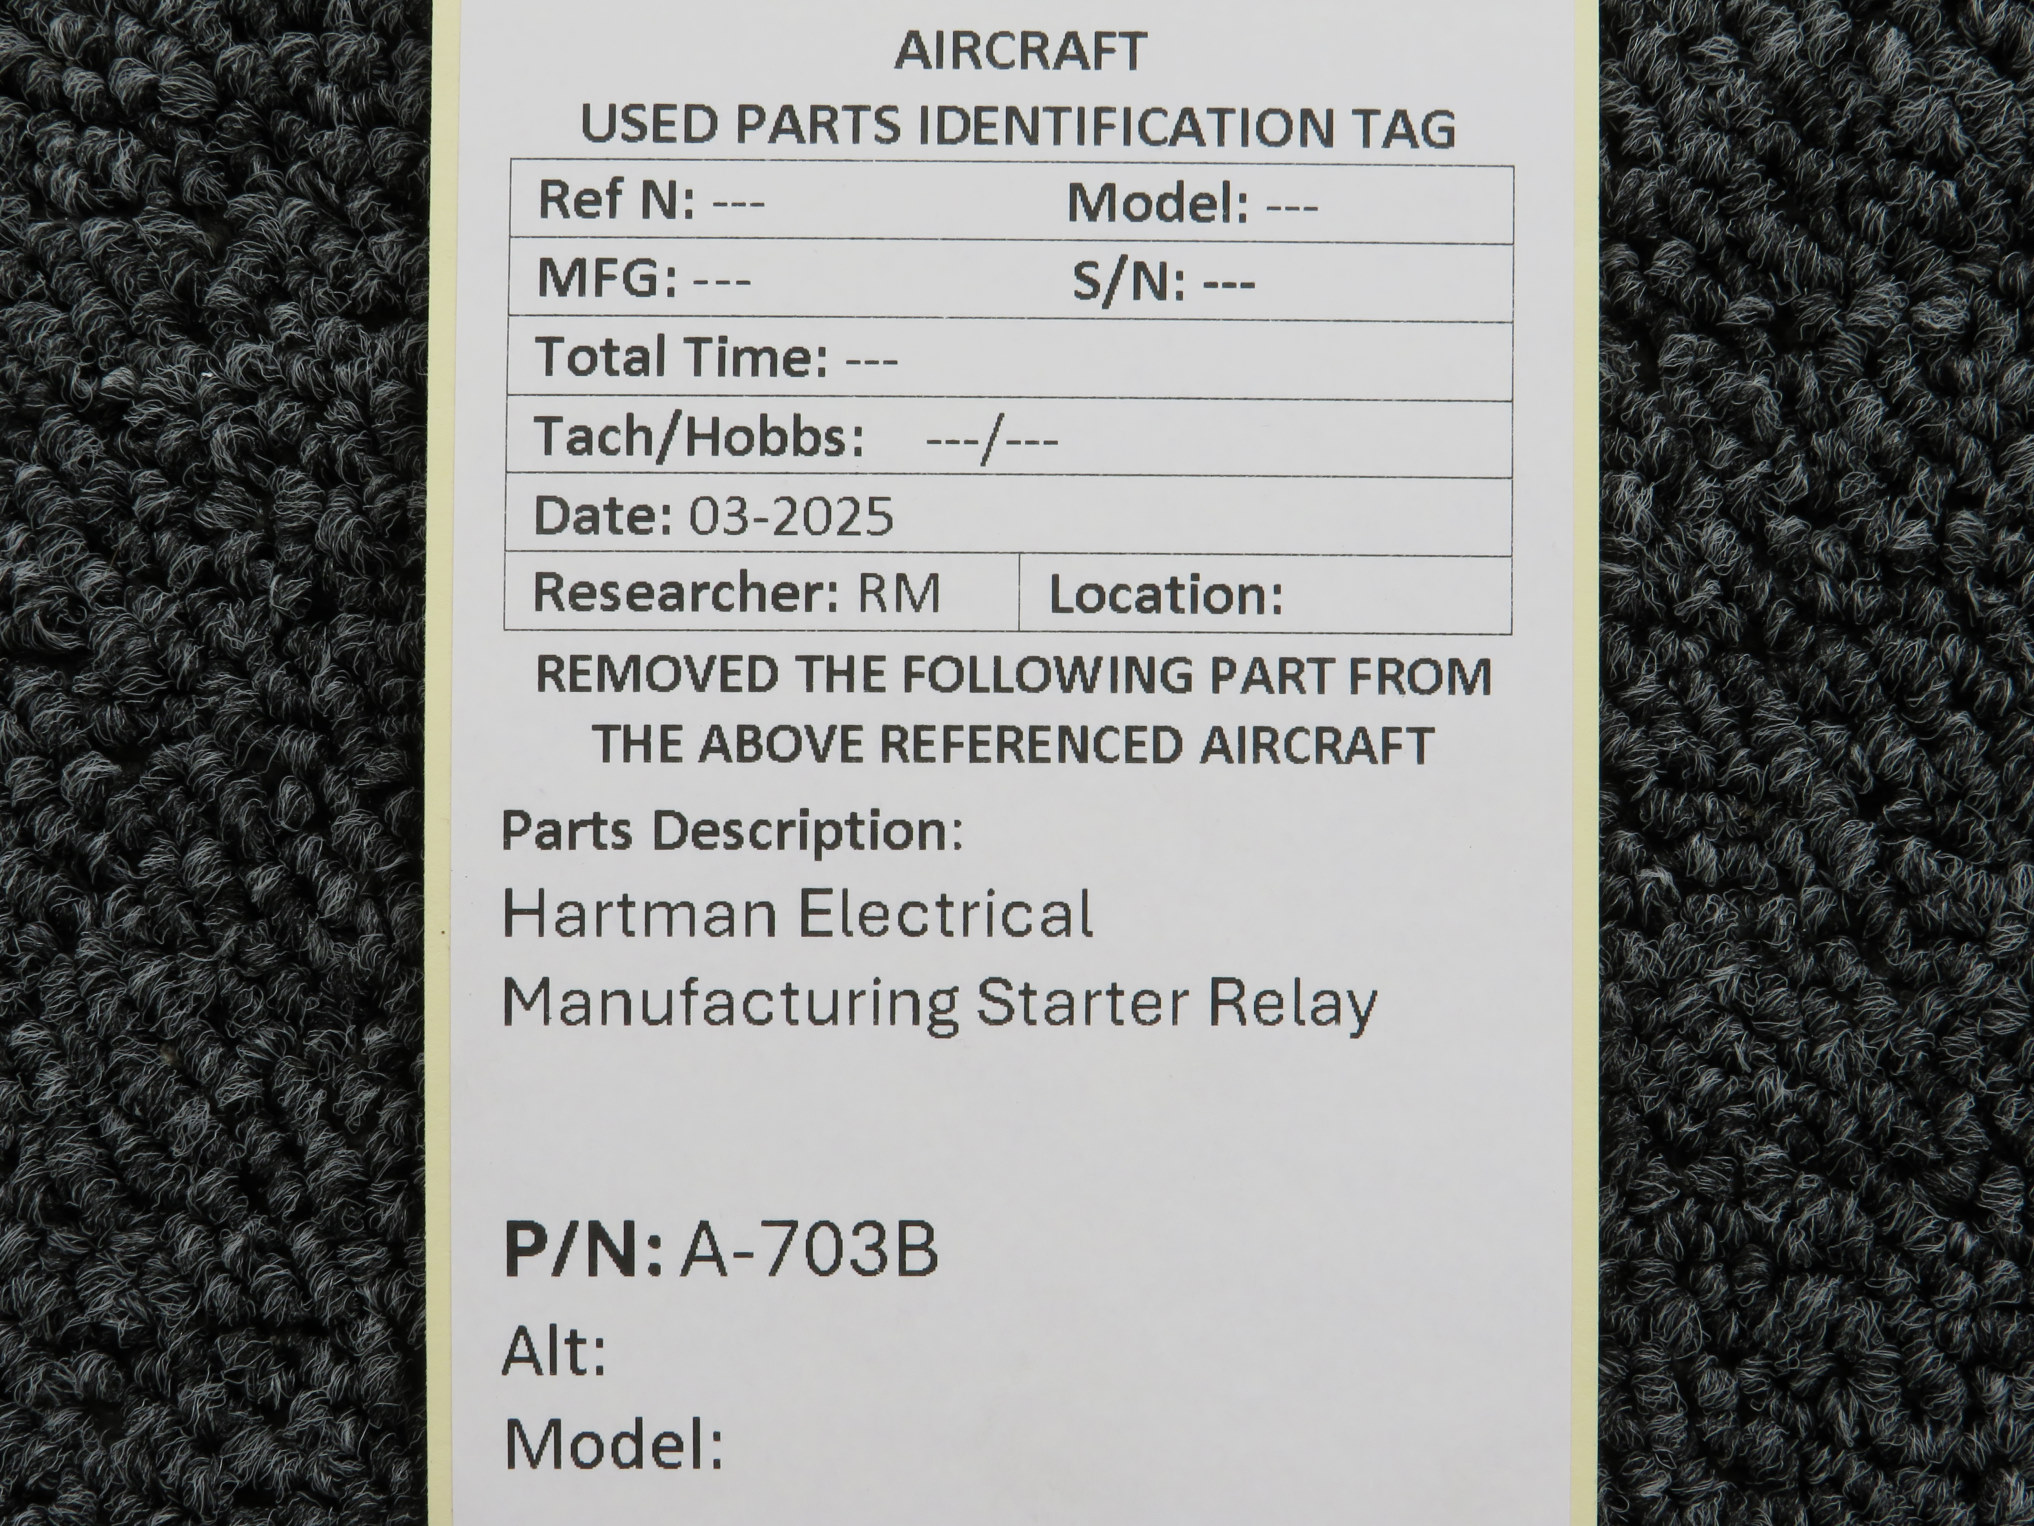 AIRCRAFT
USED PARTS IDENTIFICATION TAG
Ref N: --- Model: ---
MFG: --- S/N: ---
Total Time: ---
Tach/Hobbs: ---/---
Date: 03-2025
Researcher: RM Location:
REMOVED THE FOLLOWING PART FROM
THE ABOVE REFERENCED AIRCRAFT
Parts Description:
Hartman Electrical
Manufacturing Starter Relay
P/N: A-703B
Alt:
Model: